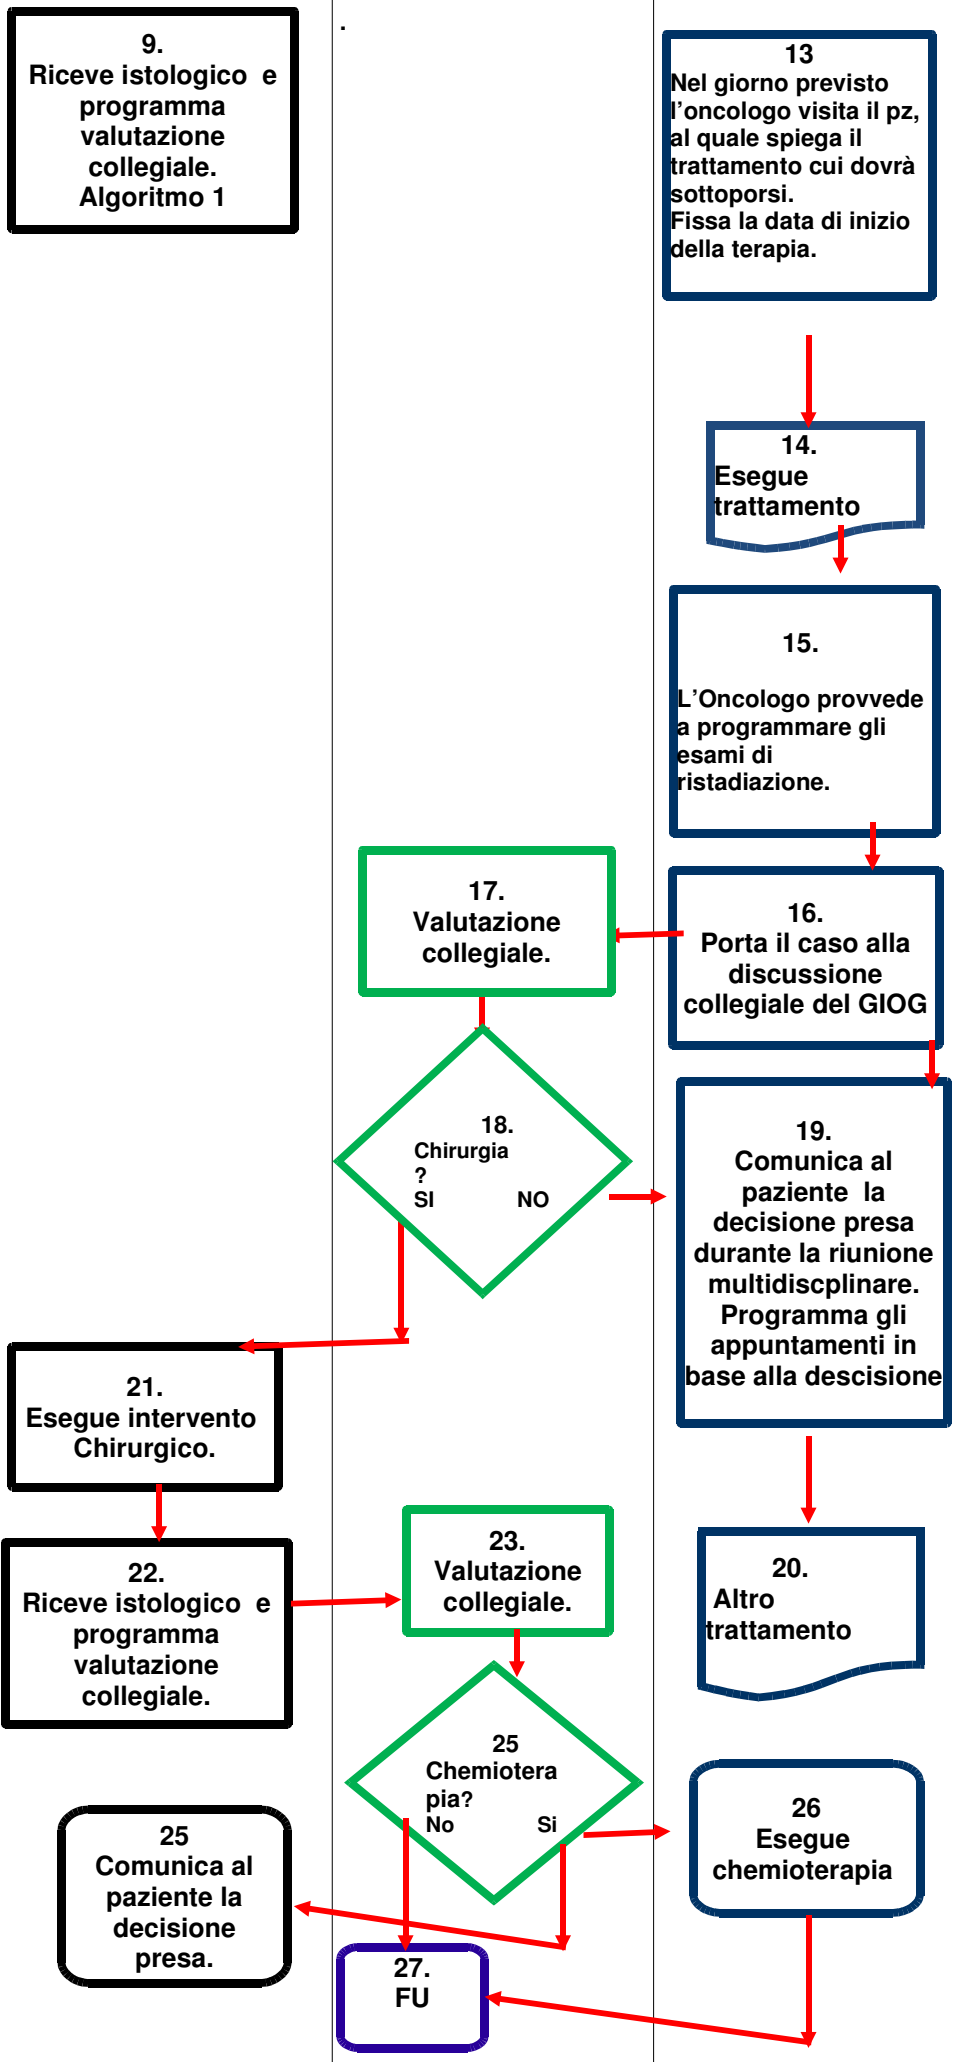 9.
Riceve istologico e
programma
valutazione
collegiale.
Algoritmo 1
.
13
Nel giorno previsto
l'oncologo visita il pz,
al quale spiega il
trattamento cui dovrà
sottoporsi.
Fissa la data di inizio
della terapia.
14.
Esegue
trattamento
15.
L'Oncologo provvede
a programmare gli
esami di
ristadiazione.
17.
Valutazione
collegiale.
16.
Porta il caso alla
discussione
collegiale del GIOG
18.
Chirurgia
?
SI NO
19.
Comunica al
paziente la
decisione presa
durante la riunione
multidiscplinare.
Programma gli
appuntamenti in
base alla descisione
21.
Esegue intervento
Chirurgico.
22.
Riceve istologico e
programma
valutazione
collegiale.
23.
Valutazione
collegiale.
20.
Altro
trattamento
25
Chemiotera
pia?
No Si
26
Esegue
chemioterapia
25
Comunica al
paziente la
decisione
presa.
27.
FU